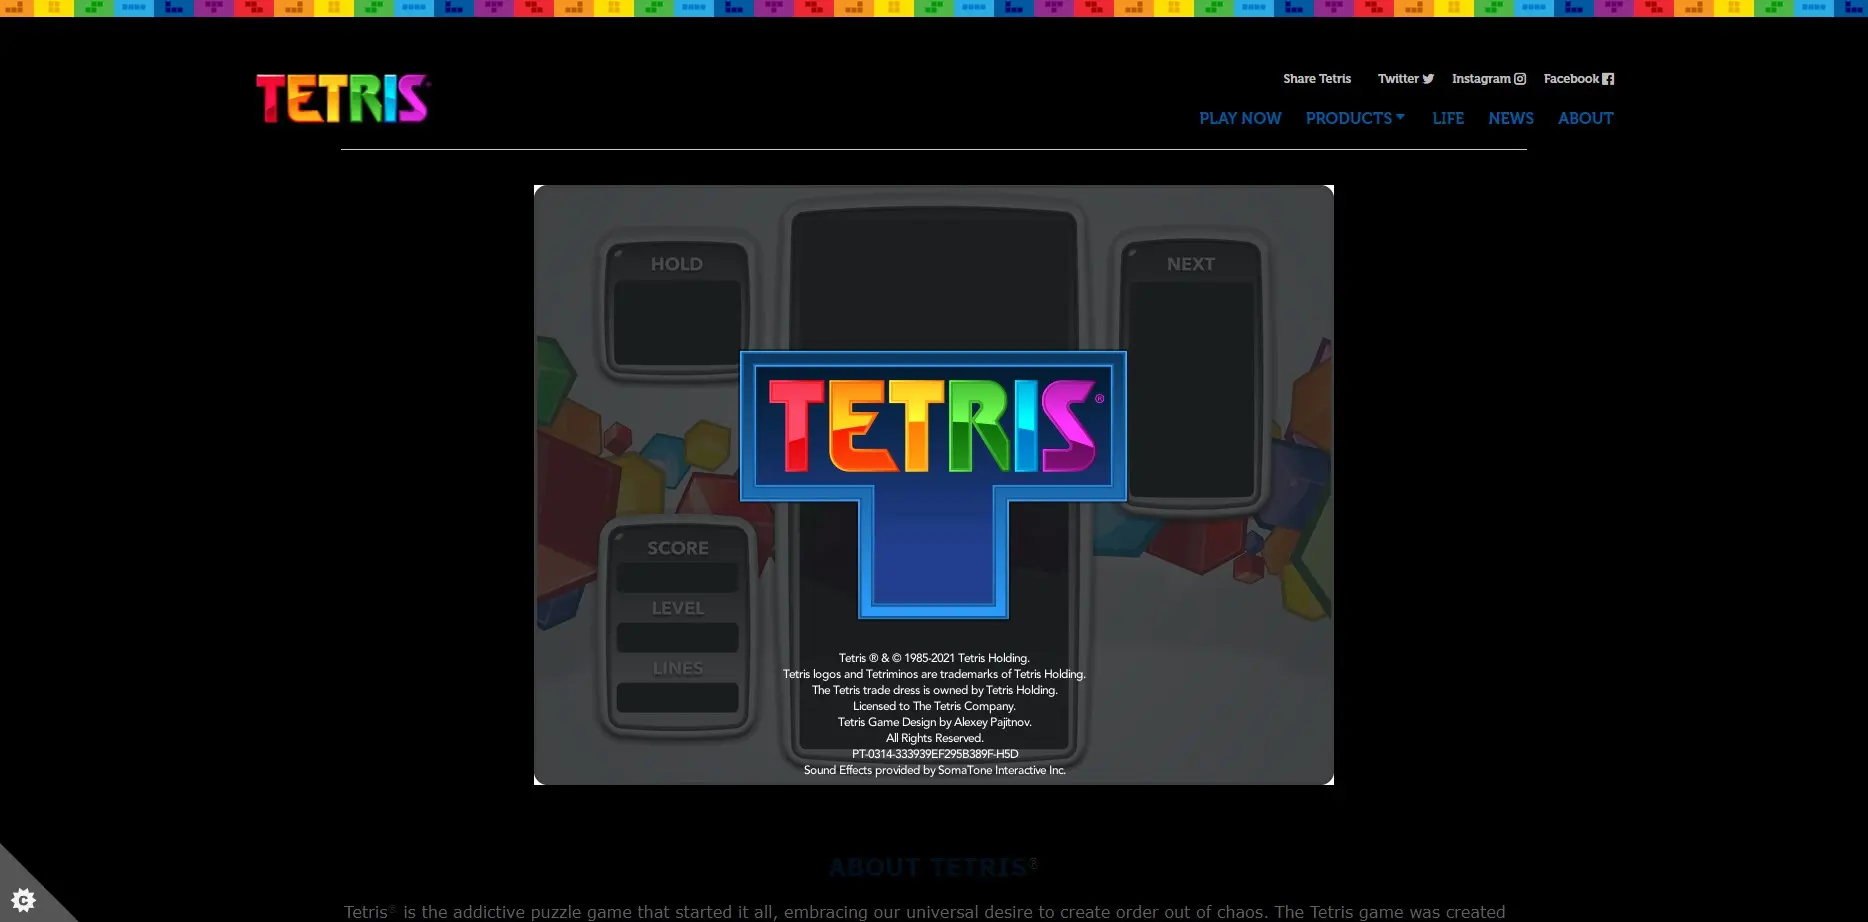 TETRIS
Share Tetris Twitter Instagram Facebook
PLAY NOW PRODUCTS LIFE NEWS ABOUT
HOLD
NEXT
TETRIS®
SCORE
LEVEL
LINES
Tetris ® & © 1985-2021 Tetris Holding.
Tetris logos and Tetriminos are trademarks of Tetris Holding.
The Tetris trade dress is owned by Tetris Holding.
Licensed to The Tetris Company.
Tetris Game Design by Alexey Pajitnov.
All Rights Reserved.
PT-0314-333939EF295B389F-H5D
Sound Effects provided by SomaTone Interactive Inc.
ABOUT TETRIS®
Tetris® is the addictive puzzle game that started it all, embracing our universal desire to create order out of chaos. The Tetris game was created
C